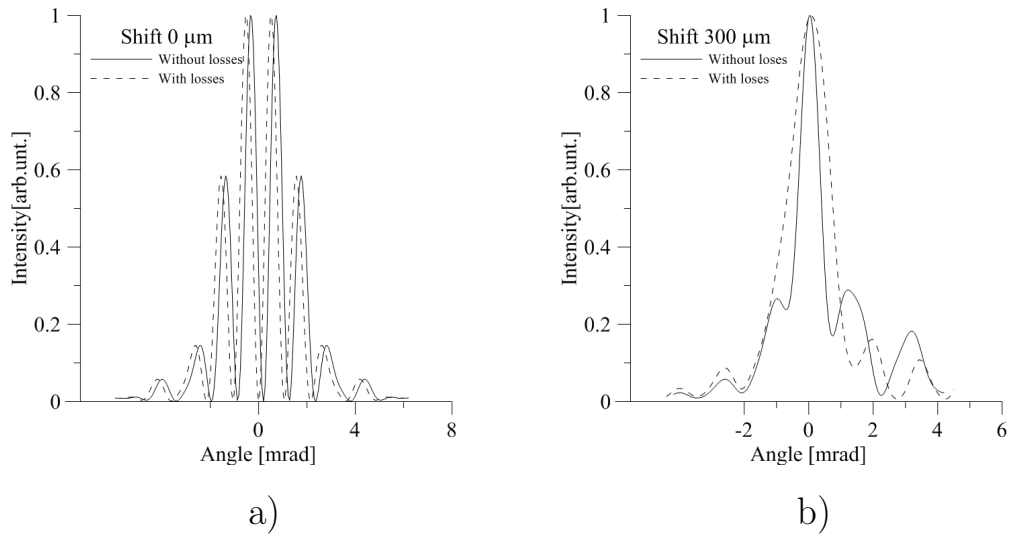 1
0.8
0.6
0.4
0.2
0
Intensity[arb.unt.]
Shift 0 μm
Without losses
With losses
0 4 8
Angle [mrad]
a)
1
0.8
0.6
0.4
0.2
0
Intensity[arb.unt.]
Shift 300 μm
Without loses
With loses
-2 0 2 4 6
Angle [mrad]
b)